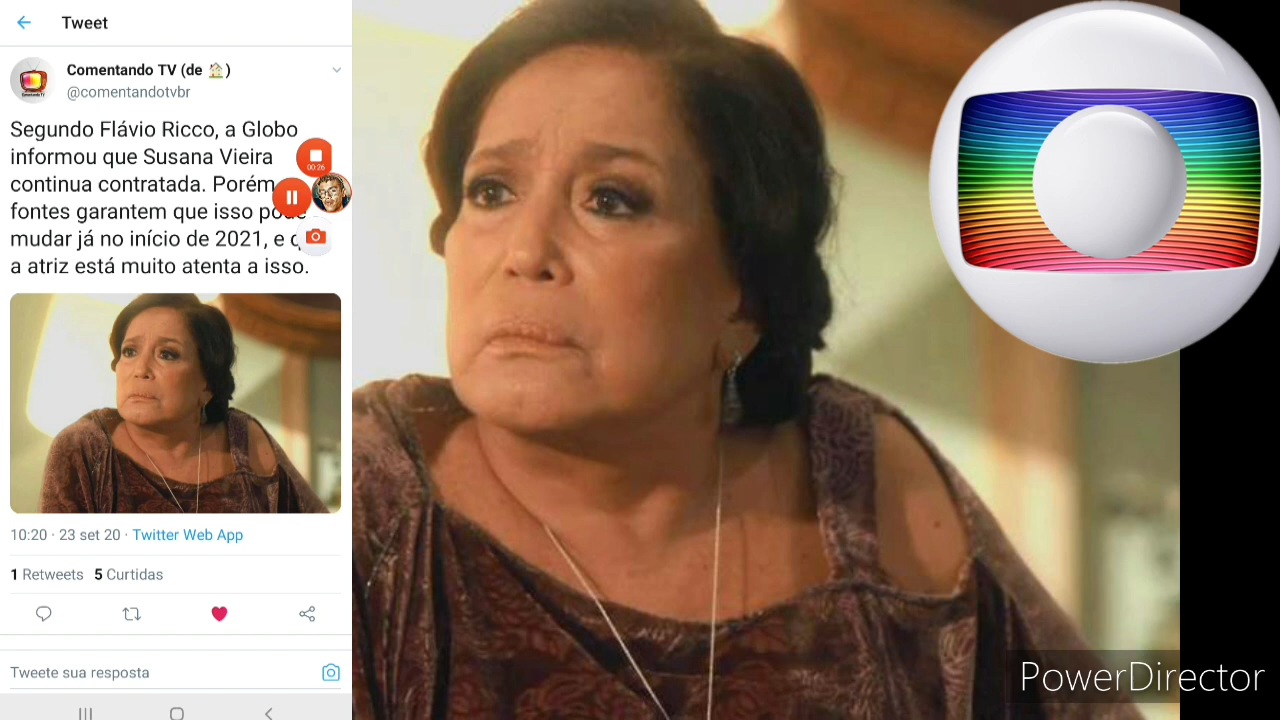 Tweet
Comentando TV (de 🏠)
@comentandotvbr
Segundo Flávio Ricco, a Globo
informou que Susana Vieira
continua contratada. Porém
fontes garantem que isso
mudar já no início de 2021, e
a atriz está muito atenta a isso.
00:26
10:20 · 23 set 20 · Twitter Web App
1 Retweets 5 Curtidas
Tweete sua resposta
PowerDirector